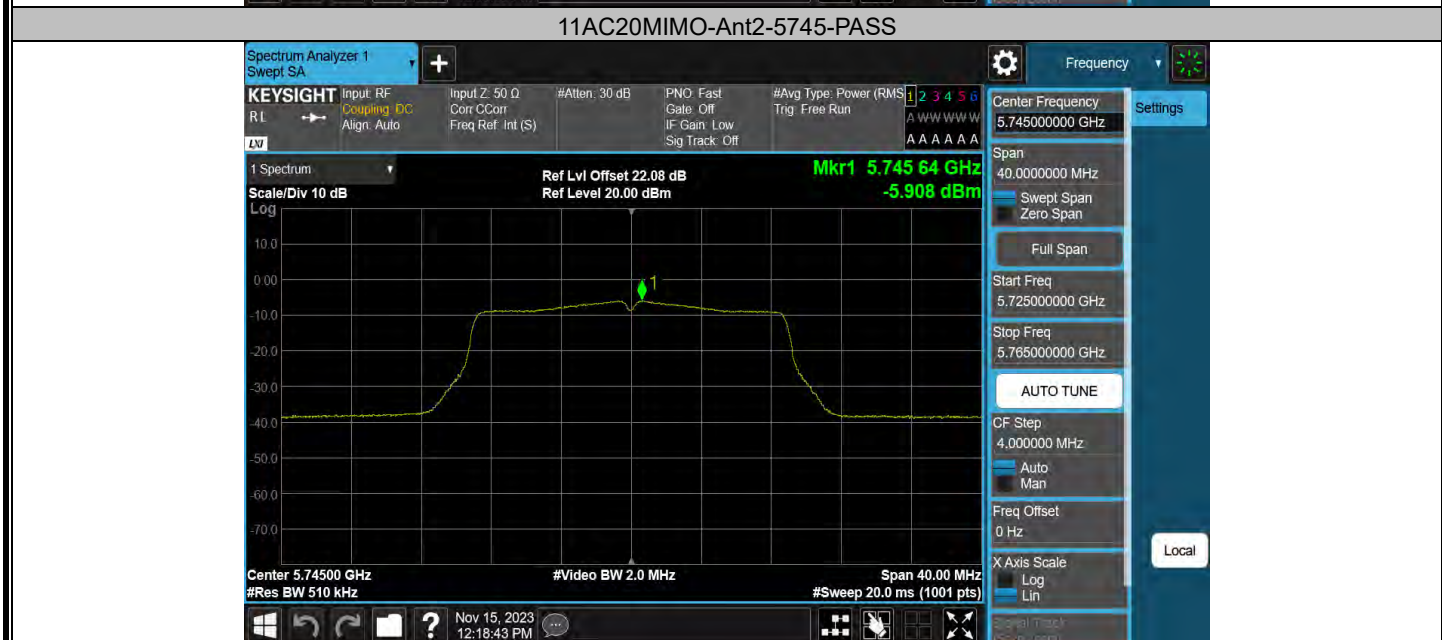 11AC20MIMO-Ant2-5745-PASS
Spectrum Analyzer 1
Swept SA
Frequency
KEYSIGHT
RL
LXI
Input: RF
Coupling: DC
Align: Auto
Input Z: 50 Ω
Corr CCorr
Freq Ref: Int (S)
#Atten: 30 dB
PNO: Fast
Gate: Off
IF Gain: Low
Sig Track: Off
#Avg Type: Power (RMS
Trig: Free Run
1 2 3 4 5 6
A W W W W W
A A A A A A
1 Spectrum
Scale/Div 10 dB
Log
Ref Lvl Offset 22.08 dB
Ref Level 20.00 dBm
Mkr1 5.745 64 GHz
-5.908 dBm
10.0
0.00
-10.0
-20.0
-30.0
-40.0
-50.0
-60.0
-70.0
1
Center 5.74500 GHz
#Res BW 510 kHz
#Video BW 2.0 MHz
Span 40.00 MHz
#Sweep 20.0 ms (1001 pts)
Center Frequency
5.745000000 GHz
Settings
Span
40.0000000 MHz
Swept Span
Zero Span
Full Span
Start Freq
5.725000000 GHz
Stop Freq
5.765000000 GHz
AUTO TUNE
CF Step
4.000000 MHz
Auto
Man
Freq Offset
0 Hz
X Axis Scale
Log
Lin
Local
Signal Track
?
Nov 15, 2023
12:18:43 PM